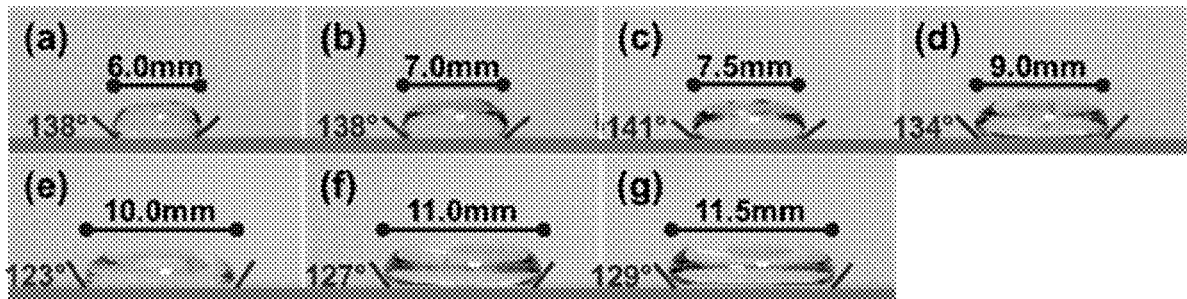 (a) (b) (c) (d)
6.0mm 7.0mm 7.5mm 9.0mm
138° 138° 141° 134°
(e) (f) (g)
10.0mm 11.0mm 11.5mm
123° 127° 129°